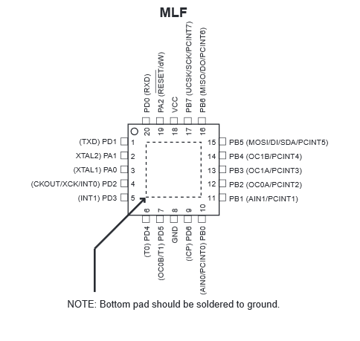 MLF
PD0 (RXD)
PA2 (RESET/dW)
VCC
PB7 (UCSK/SCK/PCINT7)
PB6 (MISO/DO/PCINT6)
20
19
18
17
16
(TXD) PD1
1
XTAL2) PA1
2
(XTAL1) PA0
3
(CKOUT/XCK/INT0) PD2
4
(INT1) PD3
5
15
PB5 (MOSI/DI/SDA/PCINT5)
14
PB4 (OC1B/PCINT4)
13
PB3 (OC1A/PCINT3)
12
PB2 (OC0A/PCINT2)
11
PB1 (AIN1/PCINT1)
6
7
8
9
10
(T0) PD4
(OC0B/T1) PD5
GND
(ICP) PD6
(AIN0/PCINT0) PB0
NOTE: Bottom pad should be soldered to ground.